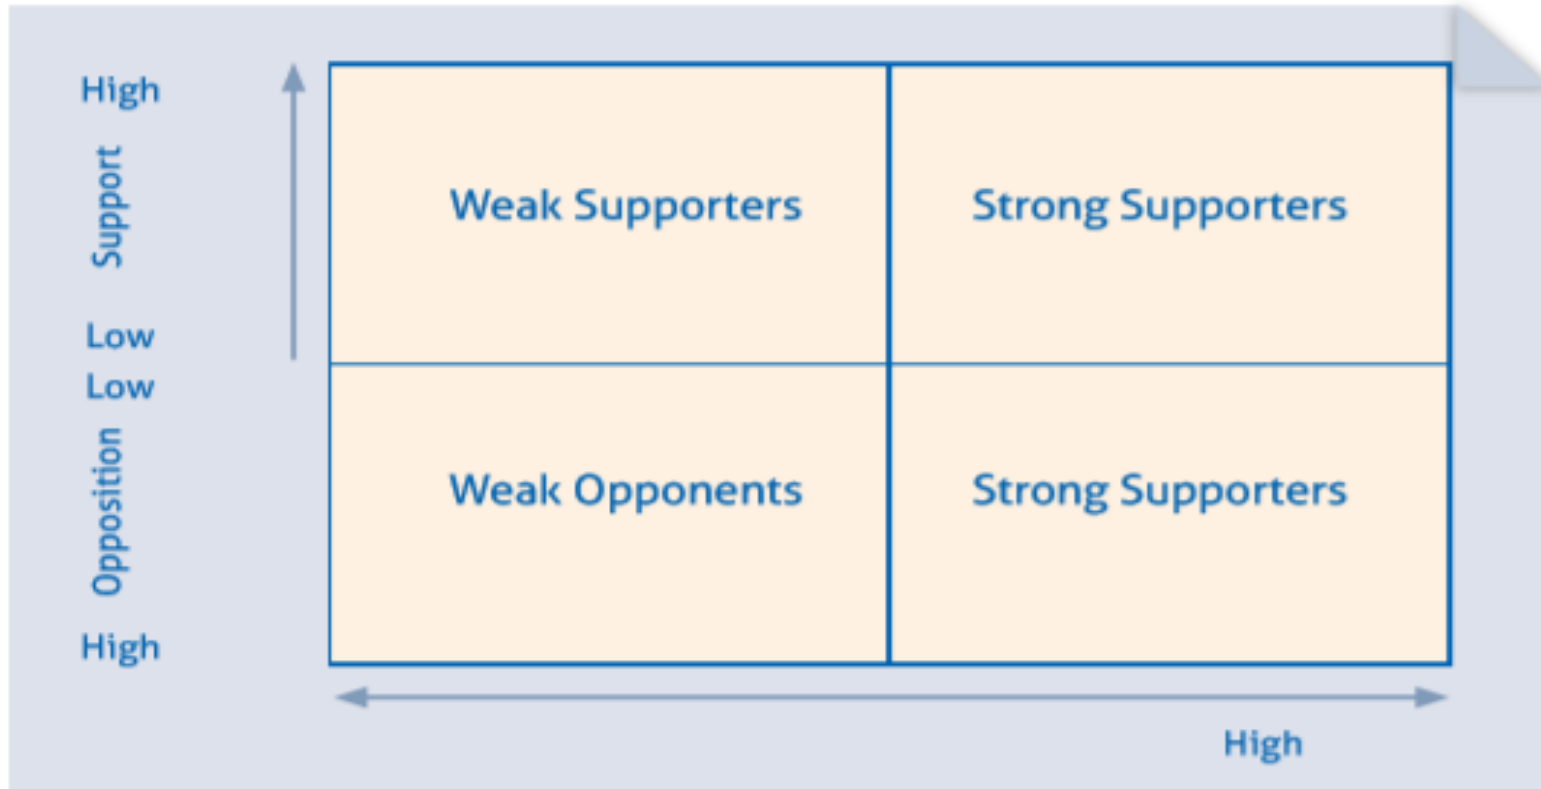 High
Support
Low
Low
Opposition
High
Weak Supporters
Strong Supporters
Weak Opponents
Strong Supporters
High